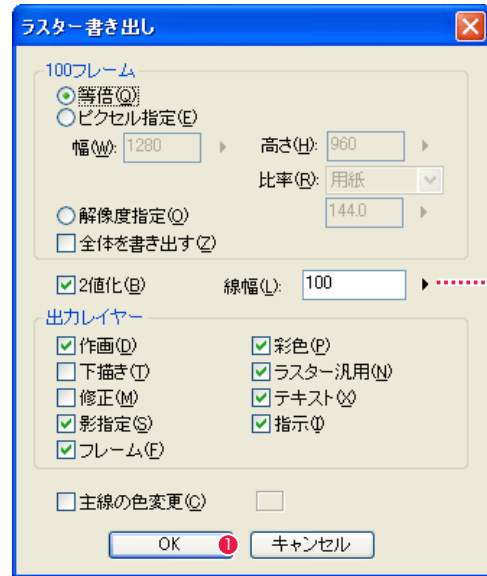 ラスター書き出し
100フレーム
等倍(Q)
ピクセル指定(E)
幅(W): 1280 高さ(H): 960
比率(R): 用紙
解像度指定(O) 144.0
全体を書き出す(Z)
2値化(B) 線幅(L): 100
出力レイヤー
作画(D) 彩色(P)
下描き(T) ラスター汎用(N)
修正(M) テキスト(X)
影指定(S) 指示(I)
フレーム(F)
主線の色変更(C)
OK 1 キャンセル